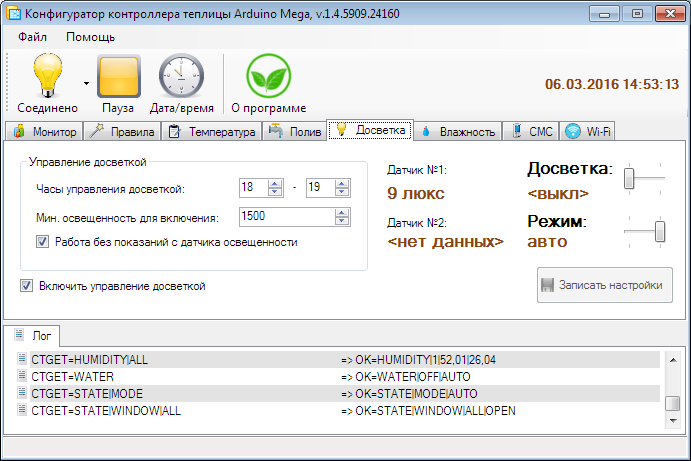 Конфигуратор контроллера теплицы Arduino Mega, v.1.4.5909.24160
Файл Помощь
Соединено Пауза Дата/время О программе
06.03.2016 14:53:13
Монитор Правила Температура Полив Досветка Влажность СМС Wi-Fi
Управление досветкой
Часы управления досветкой: 18 - 19
Мин. освещенность для включения: 1500
Работа без показаний с датчика освещенности
Включить управление досветкой
Датчик №1:
9 люкс
Датчик №2:
<нет данных>
Досветка:
<выкл>
Режим:
авто
Записать настройки
Лог
CTGET=HUMIDITY|ALL => OK=HUMIDITY|1|52,01|26,04
CTGET=WATER => OK=WATER|OFF|AUTO
CTGET=STATE|MODE => OK=STATE|MODE|AUTO
CTGET=STATE|WINDOW|ALL => OK=STATE|WINDOW|ALL|OPEN